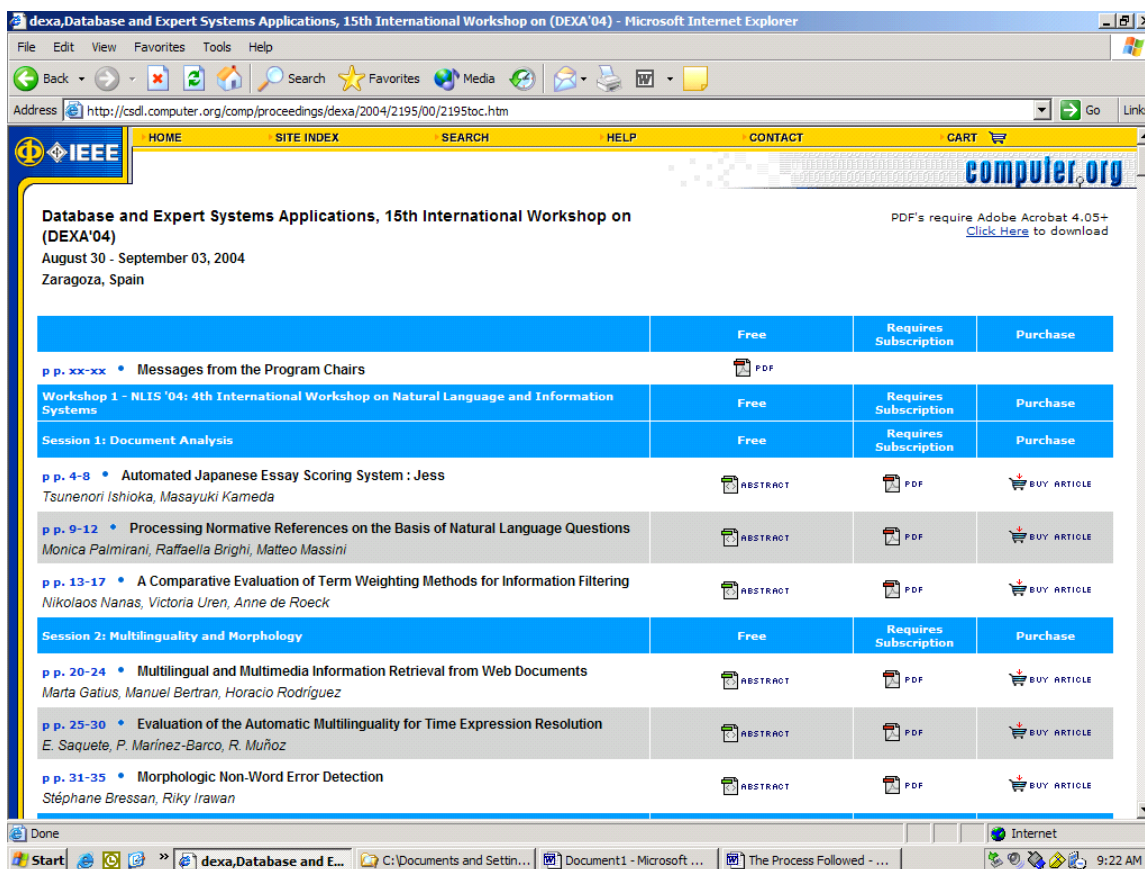 dexa,Database and Expert Systems Applications, 15th International Workshop on (DEXA'04) - Microsoft Internet Explorer
File Edit View Favorites Tools Help
Back Search Favorites Media
Address http://csdl.computer.org/comp/proceedings/dexa/2004/2195/00/2195toc.htm Go Links
IEEE HOME SITE INDEX SEARCH HELP CONTACT CART
computer.org
Database and Expert Systems Applications, 15th International Workshop on
(DEXA'04)
August 30 - September 03, 2004
Zaragoza, Spain
PDF's require Adobe Acrobat 4.05+
Click Here to download
Free Requires Subscription Purchase
p p. xx-xx • Messages from the Program Chairs PDF
Workshop 1 - NLIS '04: 4th International Workshop on Natural Language and Information
Systems
Free Requires Subscription Purchase
Session 1: Document Analysis Free Requires Subscription Purchase
p p. 4-8 • Automated Japanese Essay Scoring System : Jess
Tsunenori Ishioka, Masayuki Kameda
ABSTRACT PDF BUY ARTICLE
p p. 9-12 • Processing Normative References on the Basis of Natural Language Questions
Monica Palmirani, Raffaella Brighi, Matteo Massini
ABSTRACT PDF BUY ARTICLE
p p. 13-17 • A Comparative Evaluation of Term Weighting Methods for Information Filtering
Nikolaos Nanas, Victoria Uren, Anne de Roeck
ABSTRACT PDF BUY ARTICLE
Session 2: Multilinguality and Morphology Free Requires Subscription Purchase
p p. 20-24 • Multilingual and Multimedia Information Retrieval from Web Documents
Marta Gatius, Manuel Bertran, Horacio Rodríguez
ABSTRACT PDF BUY ARTICLE
p p. 25-30 • Evaluation of the Automatic Multilinguality for Time Expression Resolution
E. Saquete, P. Marínez-Barco, R. Muñoz
ABSTRACT PDF BUY ARTICLE
p p. 31-35 • Morphologic Non-Word Error Detection
Stéphane Bressan, Riky Irawan
ABSTRACT PDF BUY ARTICLE
Done Internet
Start » dexa,Database and E... C:\Documents and Settin... Document1 - Microsoft ... The Process Followed - ... 9:22 AM